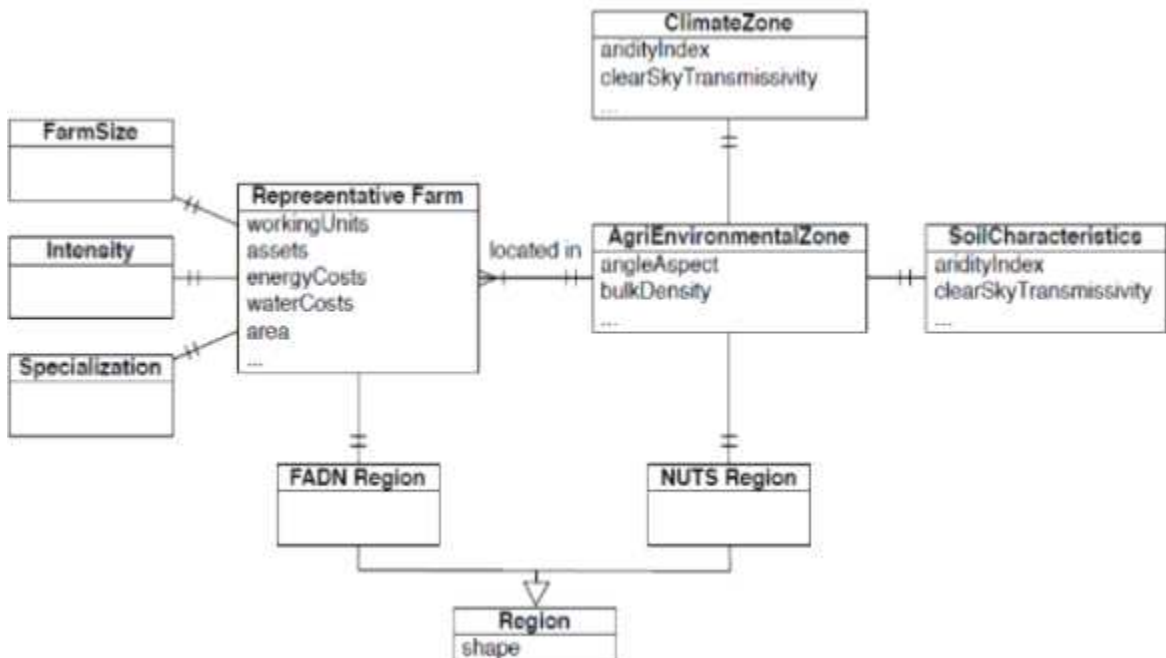 ClimateZone
aridityIndex
clearSkyTransmissivity
...
FarmSize
Representative Farm
workingUnits
assets
energyCosts
waterCosts
area
...
Intensity
Specialization
located in
AgriEnvironmentalZone
angleAspect
bulkDensity
...
SoilCharacteristics
aridityIndex
clearSkyTransmissivity
...
FADN Region
NUTS Region
Region
shape